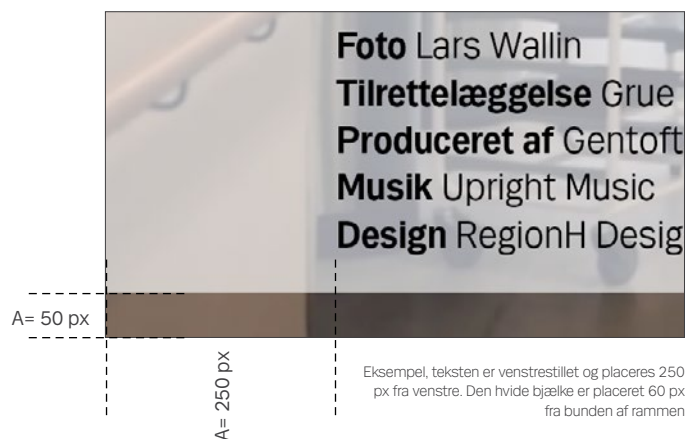 Foto Lars Wallin
Tilrettelæggelse Grue
Produceret af Gentoft
Musik Upright Music
Design RegionH Desig
A= 50 px
A= 250 px
Eksempel, teksten er venstrestillet og placeres 250
px fra venstre. Den hvide bjælke er placeret 60 px
fra bunden af rammen